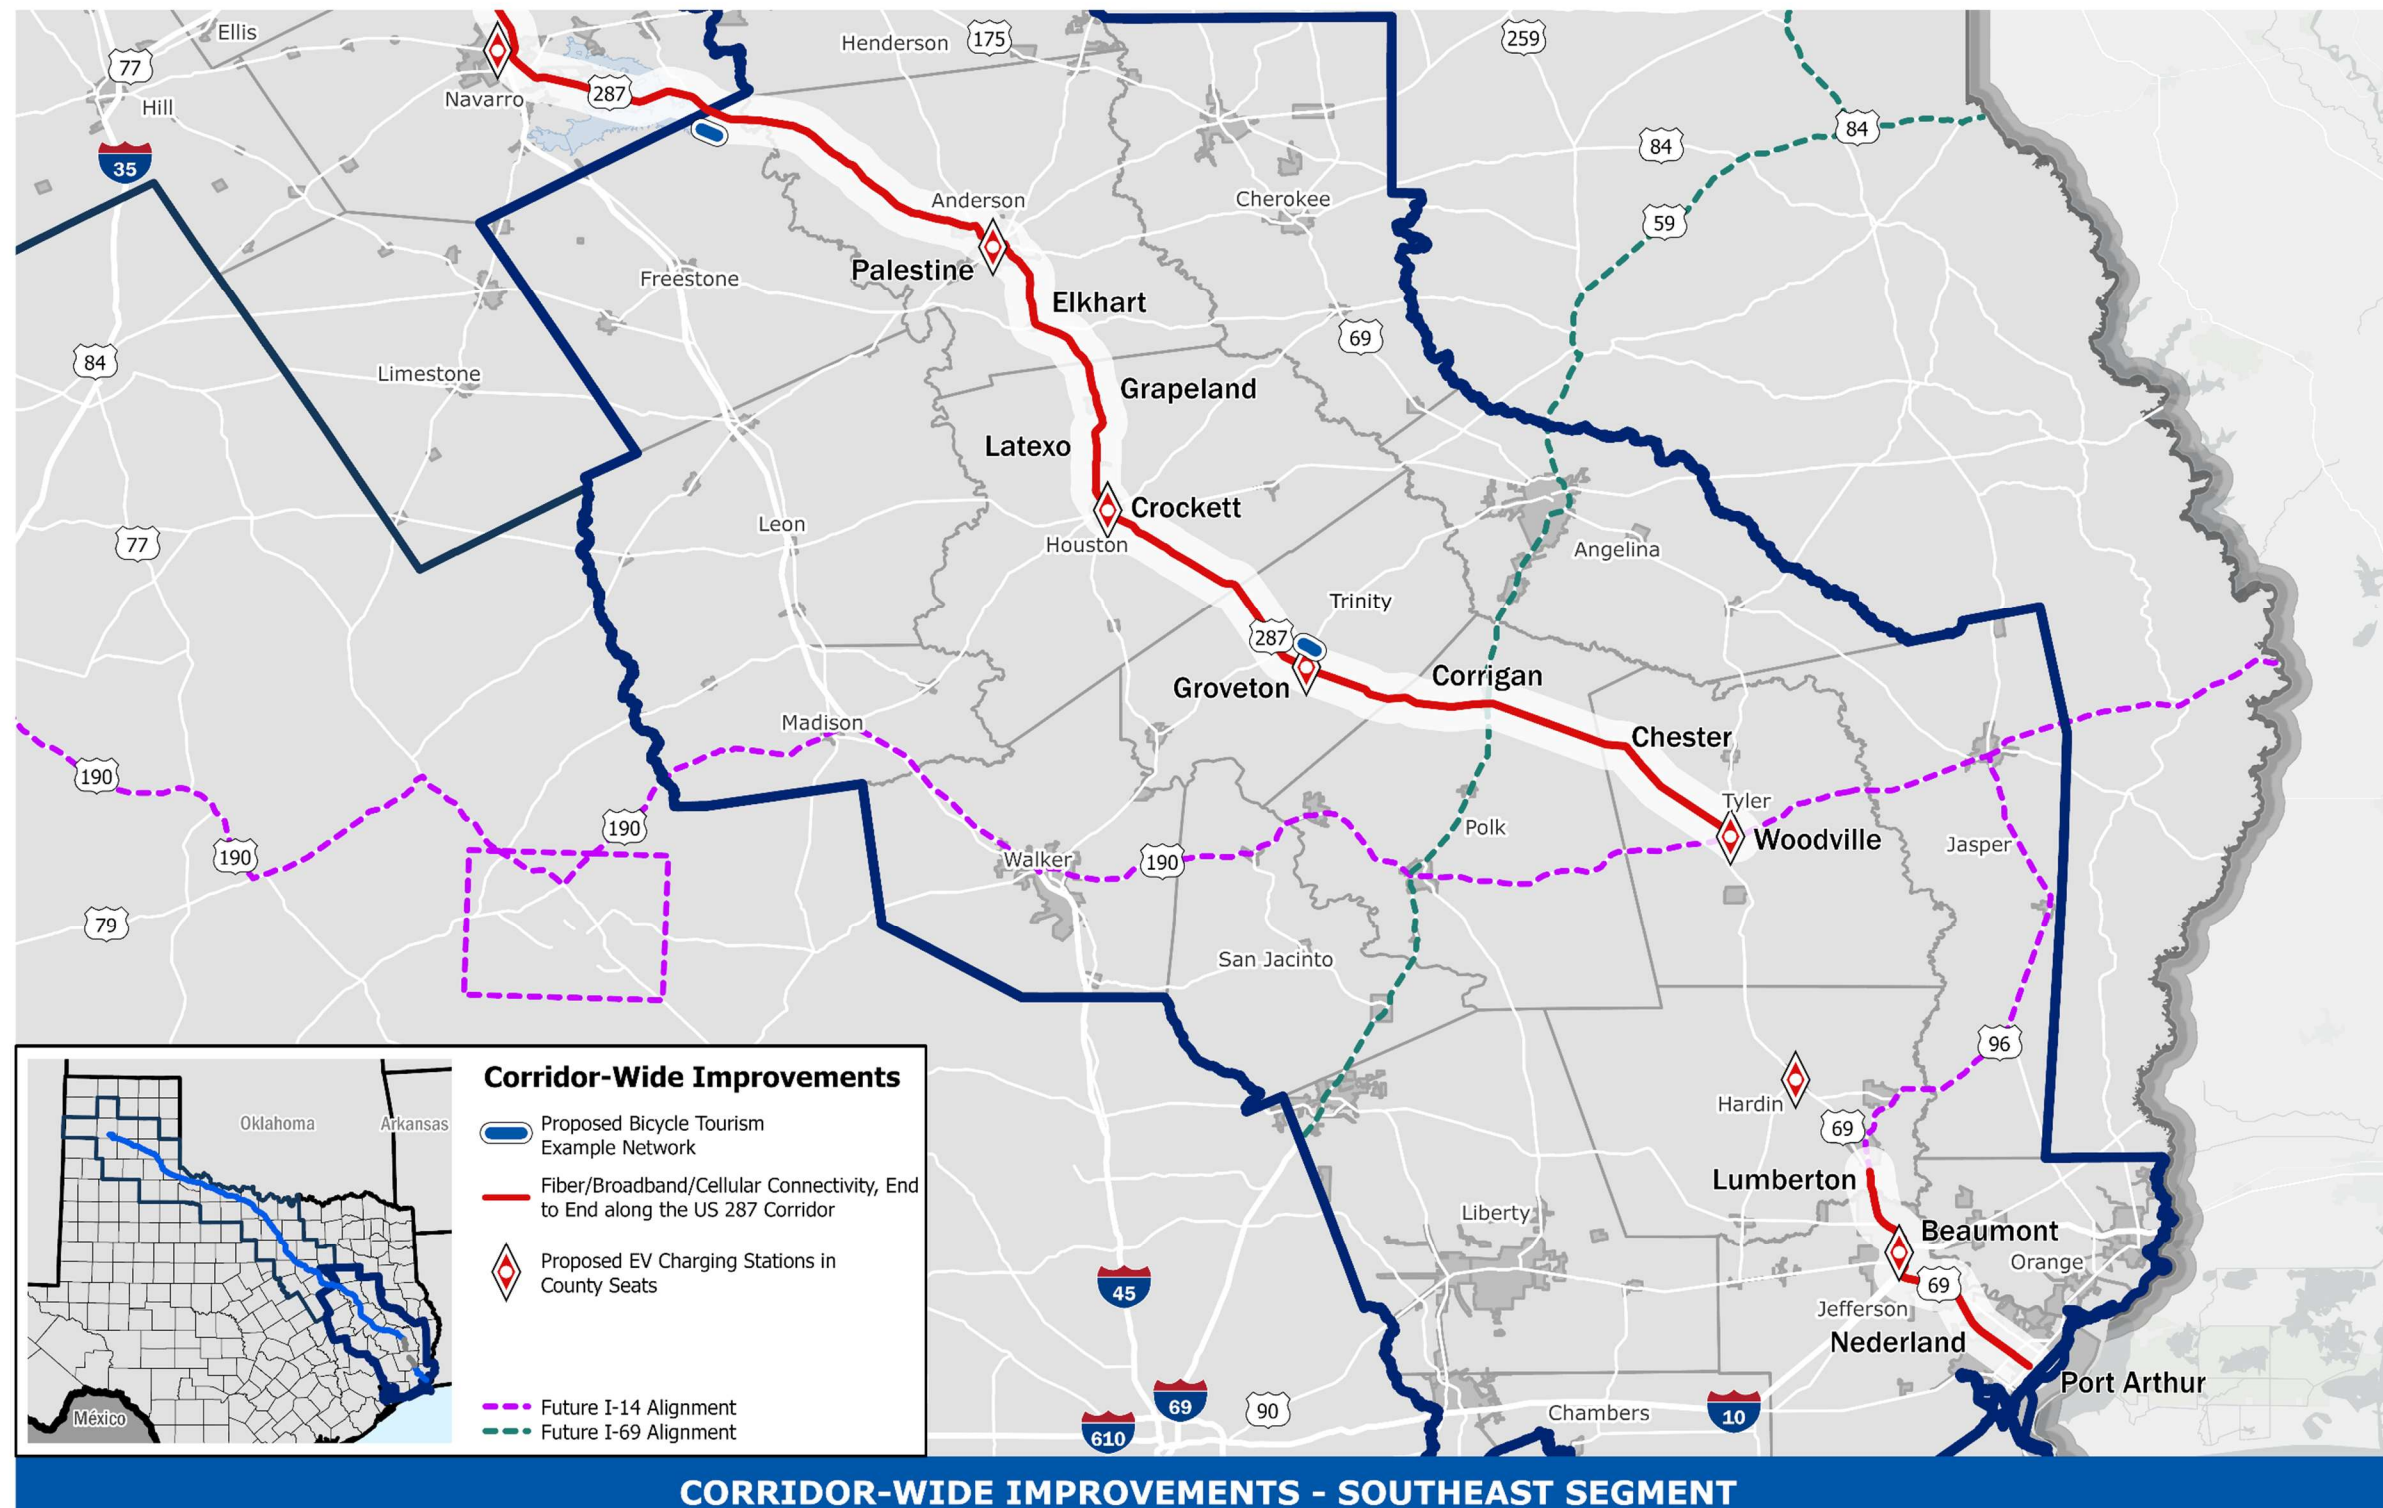 Ellis
Henderson
175
259
77
Navarro
287
Hill
84
84
35
Anderson
Cherokee
59
Palestine
Freestone
Elkhart
69
84
Limestone
Grapeland
Latexo
Crockett
Leon
77
Houston
Angelina
Trinity
287
Groveton
Corrigan
Madison
Chester
190
190
Tyler
Polk
Woodville
Jasper
190
Walker
190
79
San Jacinto
96
Hardin
69
Lumberton
Liberty
Beaumont
Orange
45
69
Jefferson
Nederland
Port Arthur
69
90
Chambers
10
610
Corridor-Wide Improvements
Oklahoma
Arkansas
México
Proposed Bicycle Tourism
Example Network
Fiber/Broadband/Cellular Connectivity, End
to End along the US 287 Corridor
Proposed EV Charging Stations in
County Seats
Future I-14 Alignment
Future I-69 Alignment
CORRIDOR-WIDE IMPROVEMENTS - SOUTHEAST SEGMENT